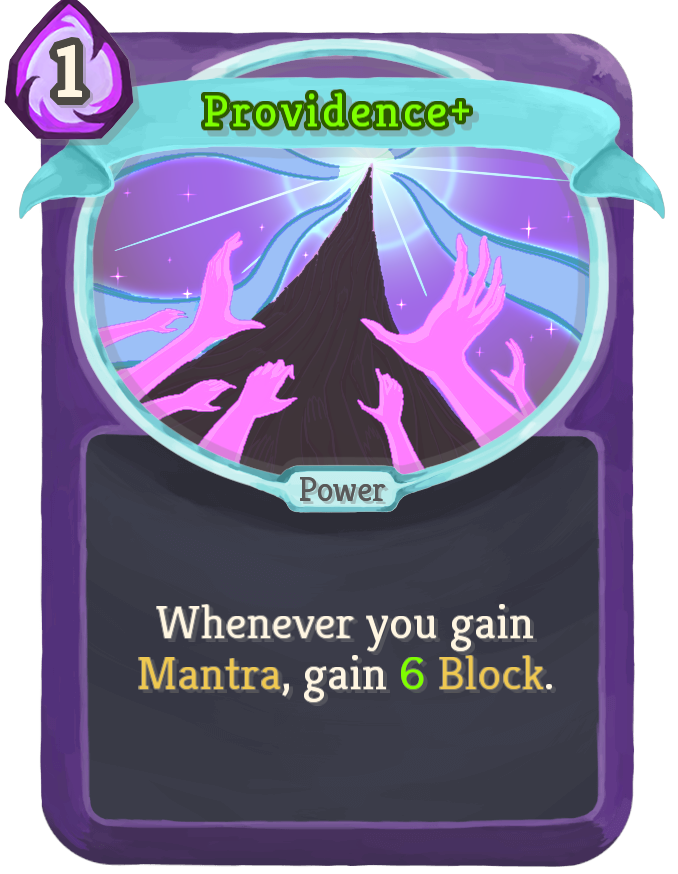 1
Providence+
Power
Whenever you gain
Mantra, gain 6 Block.